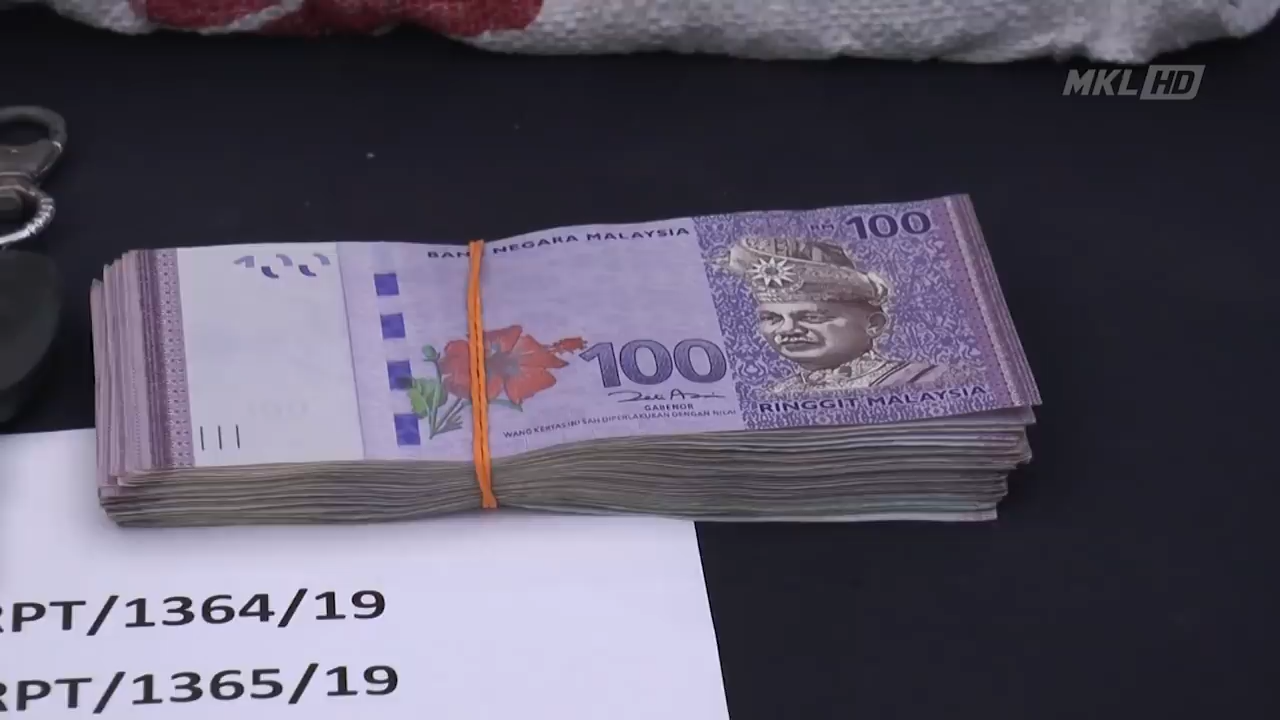 MKL HD
BANK NEGARA MALAYSIA
RM 100
100
100
GABENOR
WANG KERTAS INI SAH DIPERLAKUKAN DENGAN NILAI
RINGGIT MALAYSIA
RPT/1364/19
RPT/1365/19